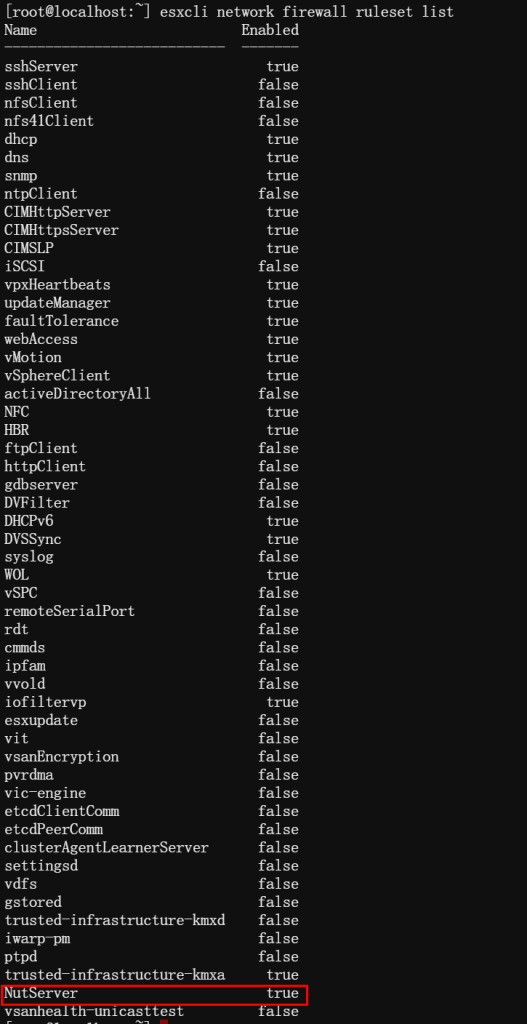 [root@localhost:~] esxcli network firewall ruleset list
Name Enabled
--------------------------- -------
sshServer true
sshClient false
nfsClient false
nfs41Client false
dhcp true
dns true
snmp true
ntpClient false
CIMHttpServer true
CIMHttpsServer true
CIMSLP true
iSCSI false
vpxHeartbeats true
updateManager true
faultTolerance true
webAccess true
vMotion true
vSphereClient true
activeDirectoryAll false
NFC true
HBR true
ftpClient false
httpClient false
gdbserver false
DVFilter false
DHCPv6 true
DVSSync true
syslog false
WOL true
vSPC false
remoteSerialPort false
rdt false
cmmds false
ipfam false
vvold false
iofiltervp true
esxupdate false
vit false
vsanEncryption false
pvrdma false
vic-engine false
etcdClientComm false
etcdPeerComm false
clusterAgentLearnerServer false
settingsd false
vdfs false
gstored false
trusted-infrastructure-kmxd false
iwarp-pm false
ptpd false
trusted-infrastructure-kmxa true
NutServer true
vsanhealth-unicasttest false
[root@localhost:~]